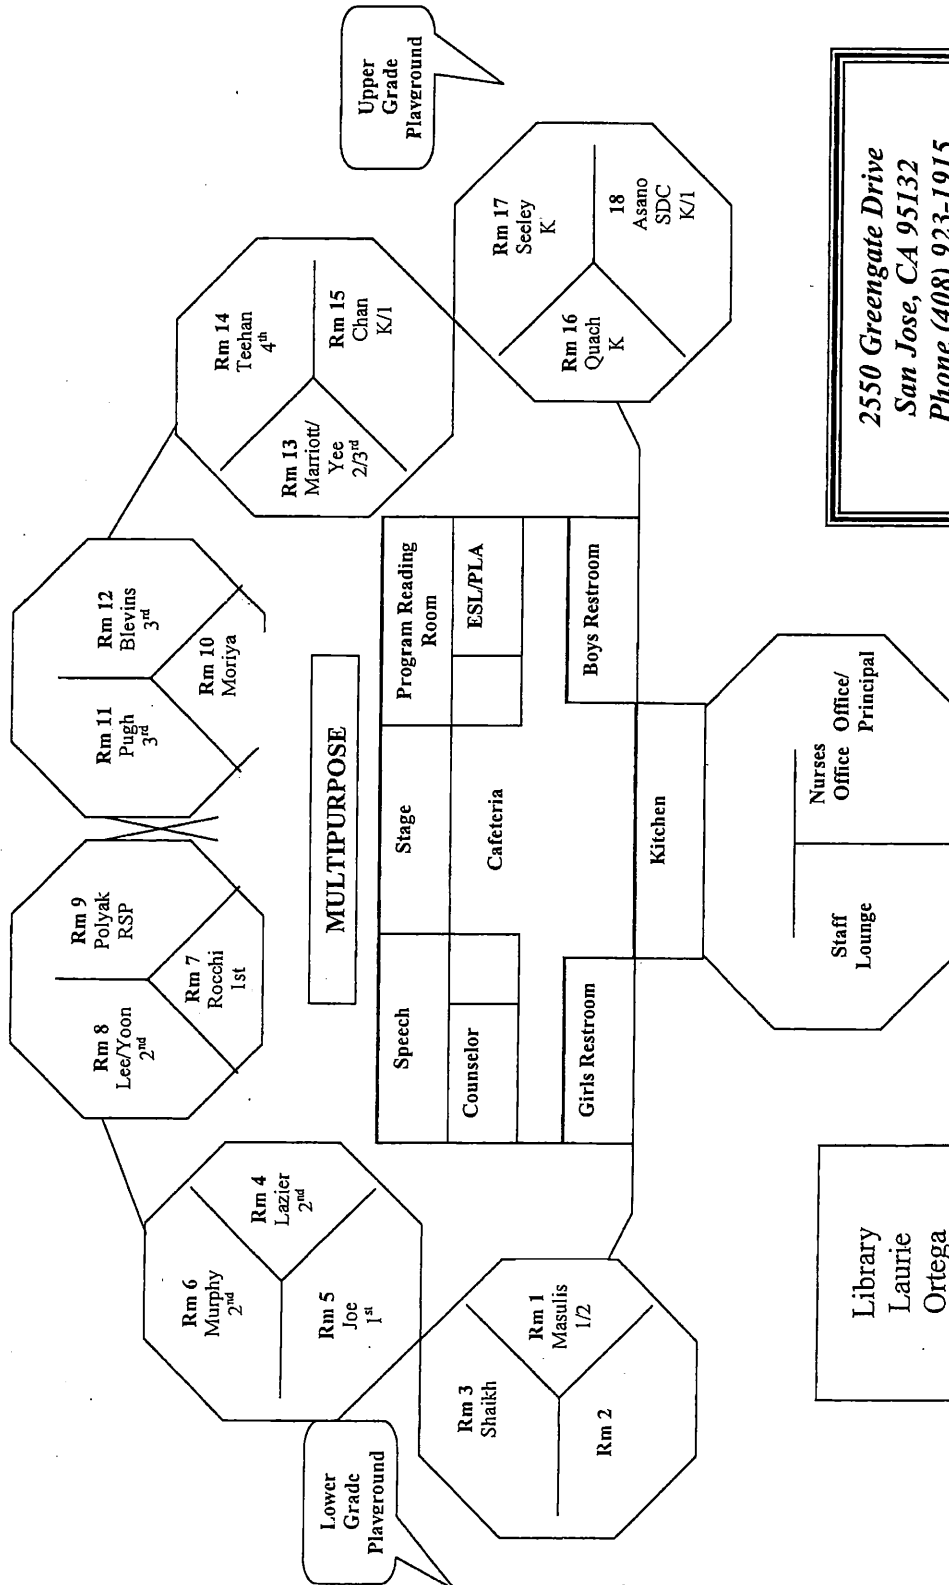 Upper
Grade
Playground
Rm 14
Teehan
4th
Rm 15
Chan
K/1
Rm 13
Marriott/
Yee
2/3rd
Rm 17
Seeley
K
18
Asano
SDC
K/1
Rm 16
Quach
K
Rm 12
Blevins
3rd
Rm 11
Pugh
3rd
Rm 10
Moriya
Rm 9
Polyak
RSP
Rm 8
Lee/Yoon
2nd
Rm 7
Rocchi
1st
Rm 6
Murphy
2nd
Rm 4
Lazier
2nd
Rm 5
Joe
1st
Rm 3
Shaikh
Rm 1
Masulis
1/2
Rm 2
Lower
Grade
Playground
MULTIPURPOSE
Speech
Stage
Program Reading
Room
Counselor
Cafeteria
ESL/PLA
Girls Restroom
Boys Restroom
Kitchen
Staff
Lounge
Nurses
Office
Office/
Principal
Library
Laurie
Ortega
2550 Greengate Drive
San Jose, CA 95132
Phone (408) 923-1915